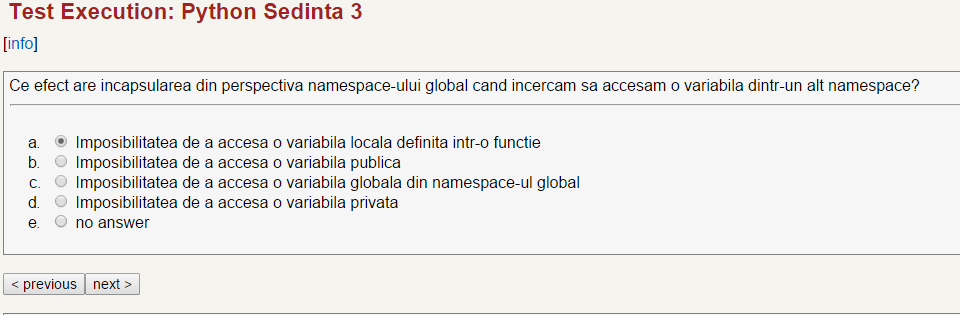 Test Execution: Python Sedinta 3
[info]
Ce efect are incapsularea din perspectiva namespace-ului global cand incercam sa accesam o variabila dintr-un alt namespace?
a. Imposibilitatea de a accesa o variabila locala definita intr-o functie
b. Imposibilitatea de a accesa o variabila publica
c. Imposibilitatea de a accesa o variabila globala din namespace-ul global
d. Imposibilitatea de a accesa o variabila privata
e. no answer
< previous next >